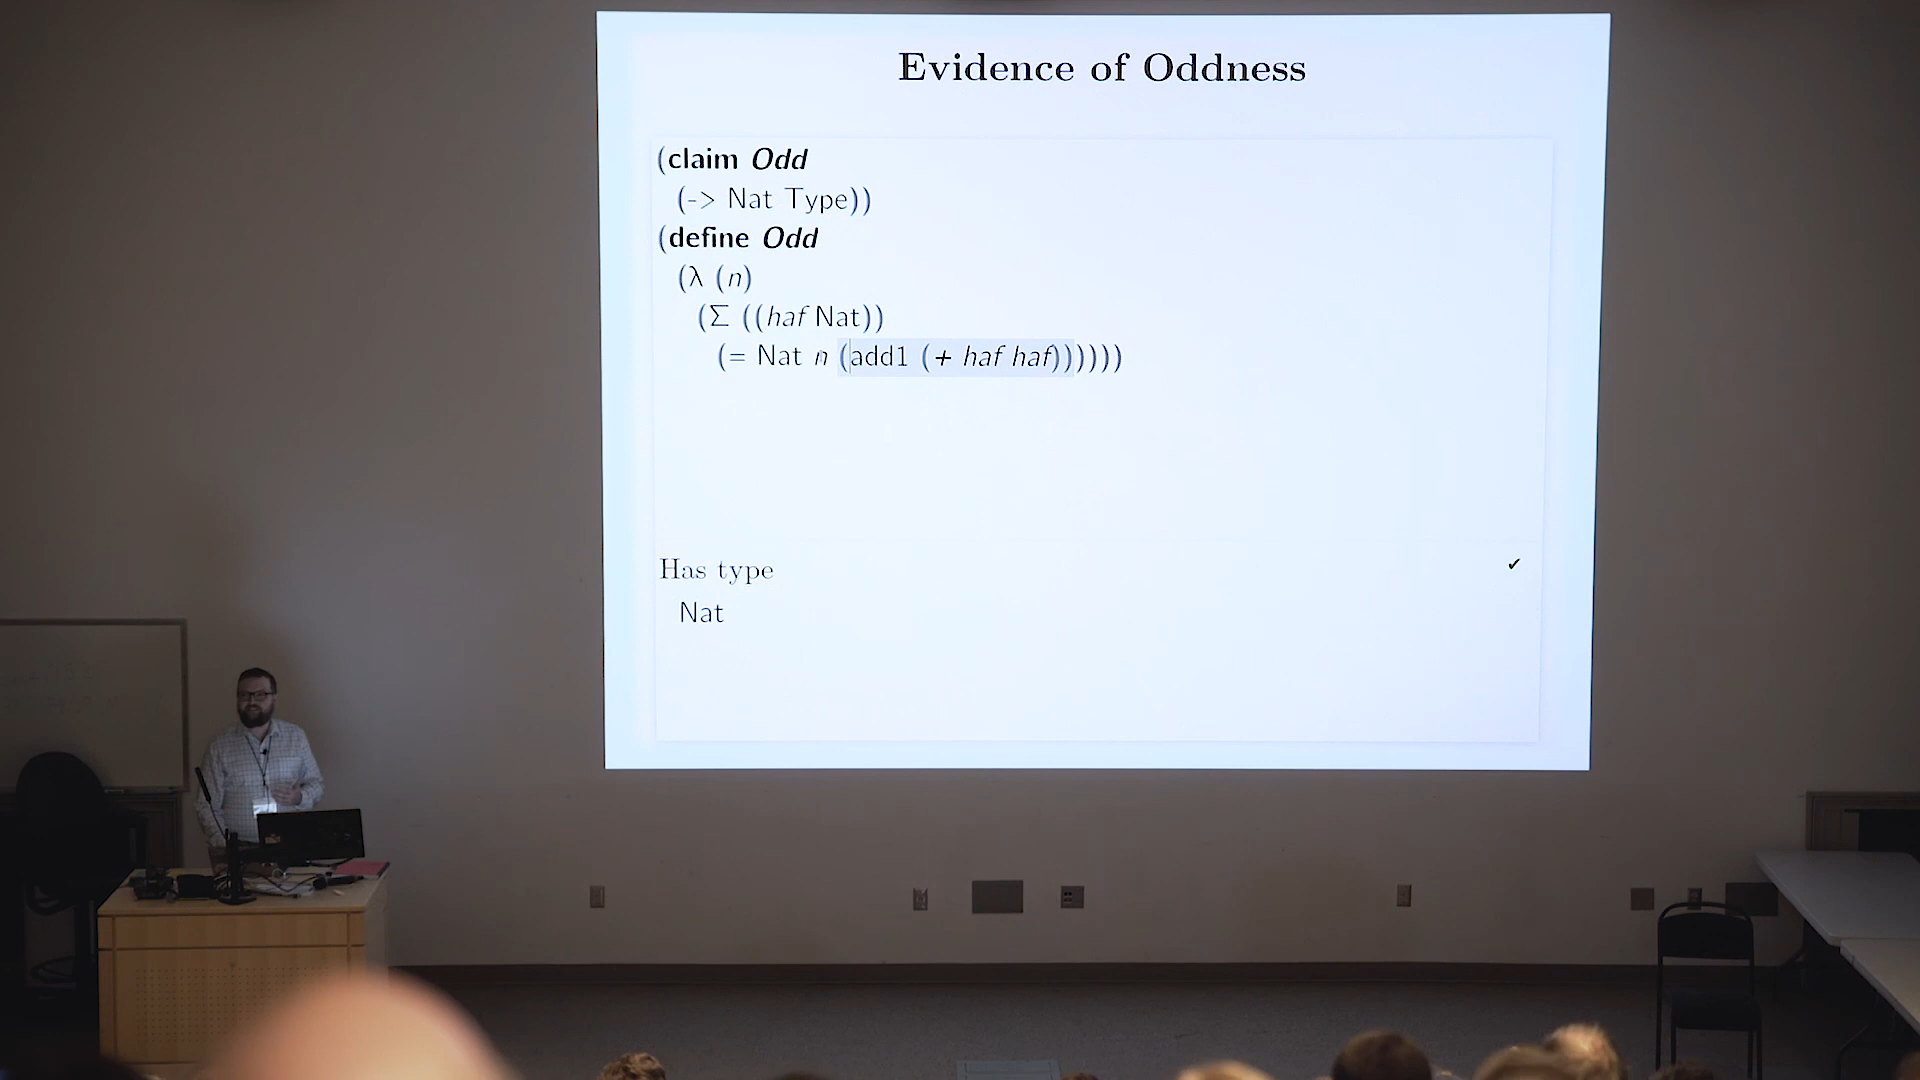 Evidence of Oddness
(claim Odd
(-> Nat Type))
(define Odd
(λ (n)
(Σ ((haf Nat))
(= Nat n (add1 (+ haf haf))))))
Has type
✔
Nat